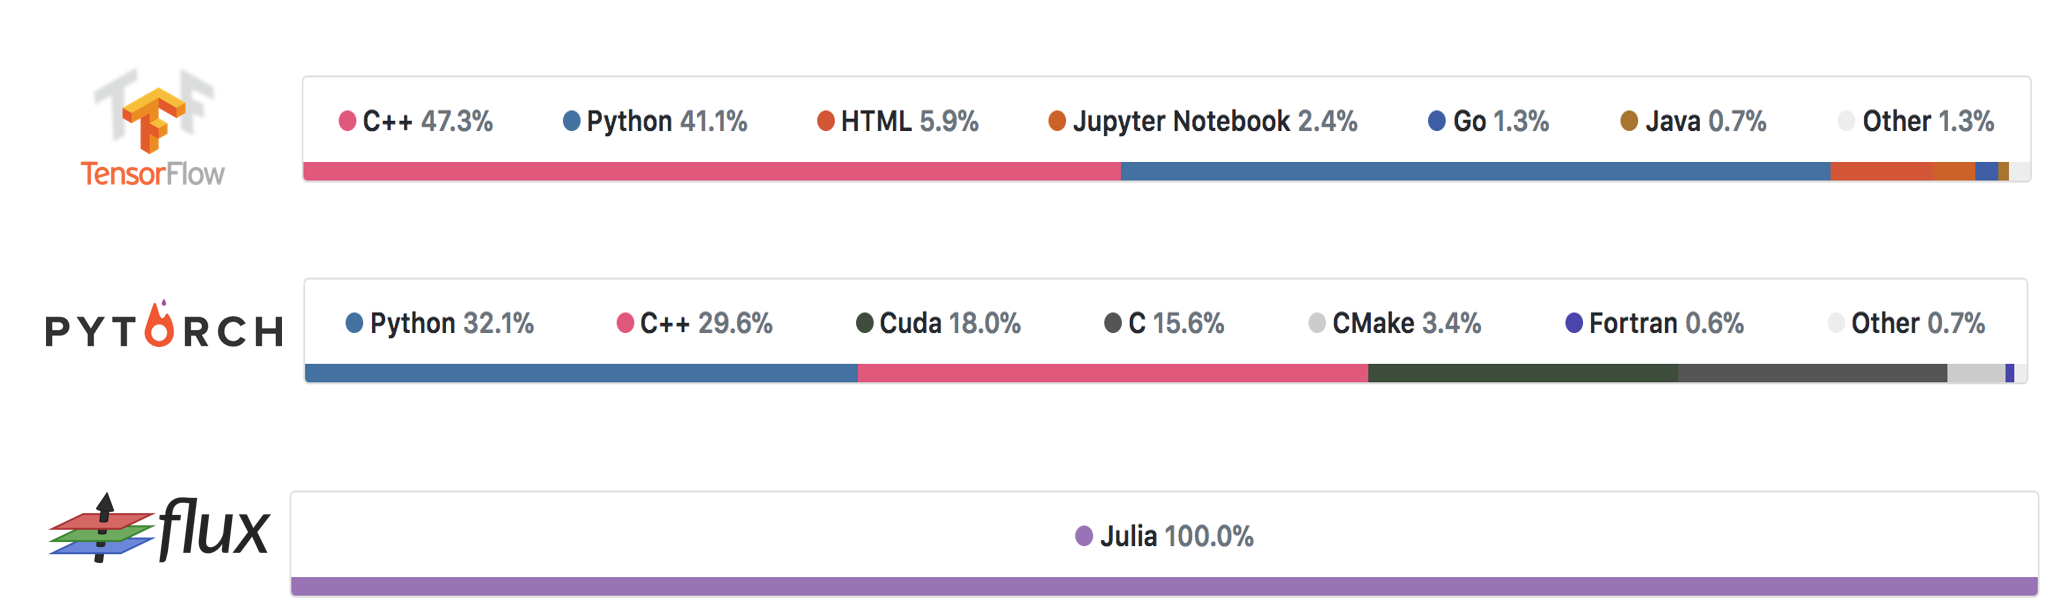 C++ 47.3% Python 41.1% HTML 5.9% Jupyter Notebook 2.4% Go 1.3% Java 0.7% Other 1.3%
TensorFlow
PYTORCH
Python 32.1% C++ 29.6% Cuda 18.0% C 15.6% CMake 3.4% Fortran 0.6% Other 0.7%
flux
Julia 100.0%